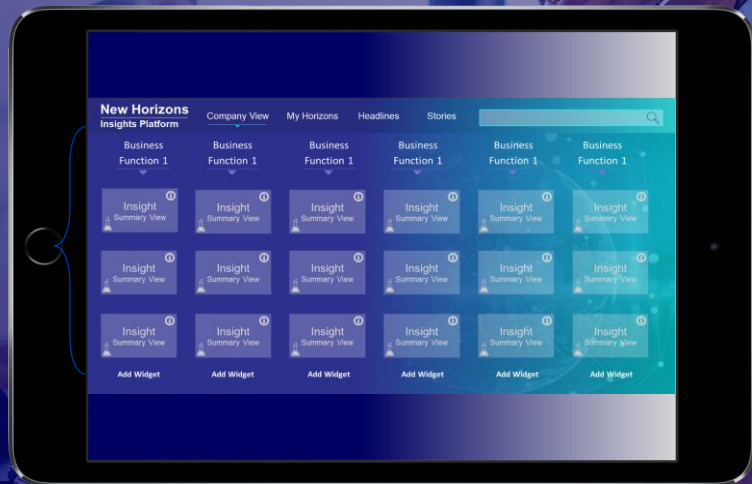 New Horizons
Insights Platform
Company View My Horizons Headlines Stories
Business Business Business Business Business Business
Function 1 Function 1 Function 1 Function 1 Function 1 Function 1
Insight Insight Insight Insight Insight Insight
Summary View Summary View Summary View Summary View Summary View Summary View
Insight Insight Insight Insight Insight Insight
Summary View Summary View Summary View Summary View Summary View Summary View
Insight Insight Insight Insight Insight Insight
Summary View Summary View Summary View Summary View Summary View Summary View
Add Widget Add Widget Add Widget Add Widget Add Widget Add Widget